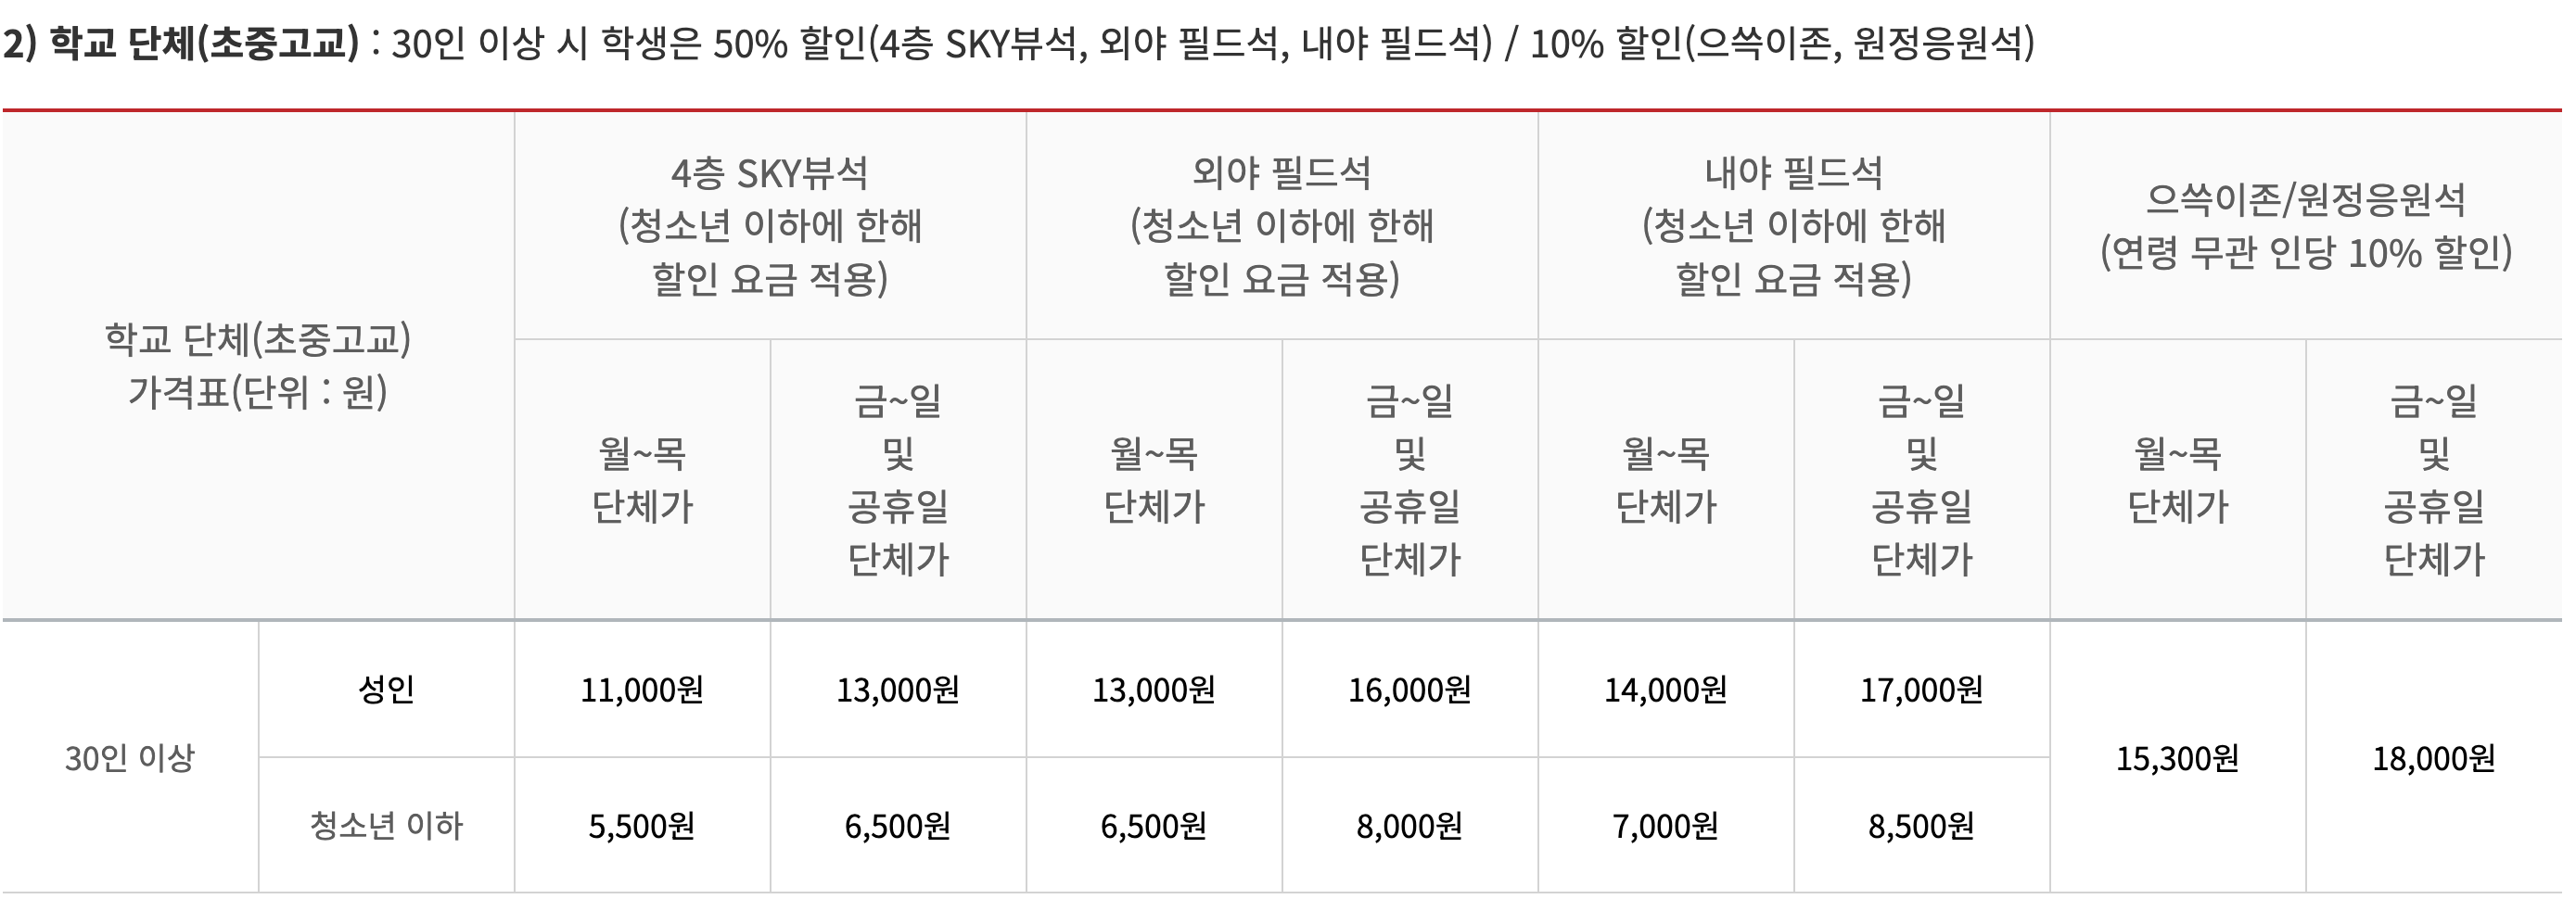 2) 학교 단체(초중고교) : 30인 이상 시 학생은 50% 할인(4층 SKY뷰석, 외야 필드석, 내야 필드석) / 10% 할인(으쓱이존, 원정응원석)
학교 단체(초중고교)
가격표(단위 : 원)
4층 SKY뷰석
(청소년 이하에 한해
할인 요금 적용)
외야 필드석
(청소년 이하에 한해
할인 요금 적용)
내야 필드석
(청소년 이하에 한해
할인 요금 적용)
으쓱이존/원정응원석
(연령 무관 인당 10% 할인)
월~목
단체가
금~일
및
공휴일
단체가
월~목
단체가
금~일
및
공휴일
단체가
월~목
단체가
금~일
및
공휴일
단체가
월~목
단체가
금~일
및
공휴일
단체가
30인 이상
성인
11,000원
13,000원
13,000원
16,000원
14,000원
17,000원
15,300원
18,000원
청소년 이하
5,500원
6,500원
6,500원
8,000원
7,000원
8,500원